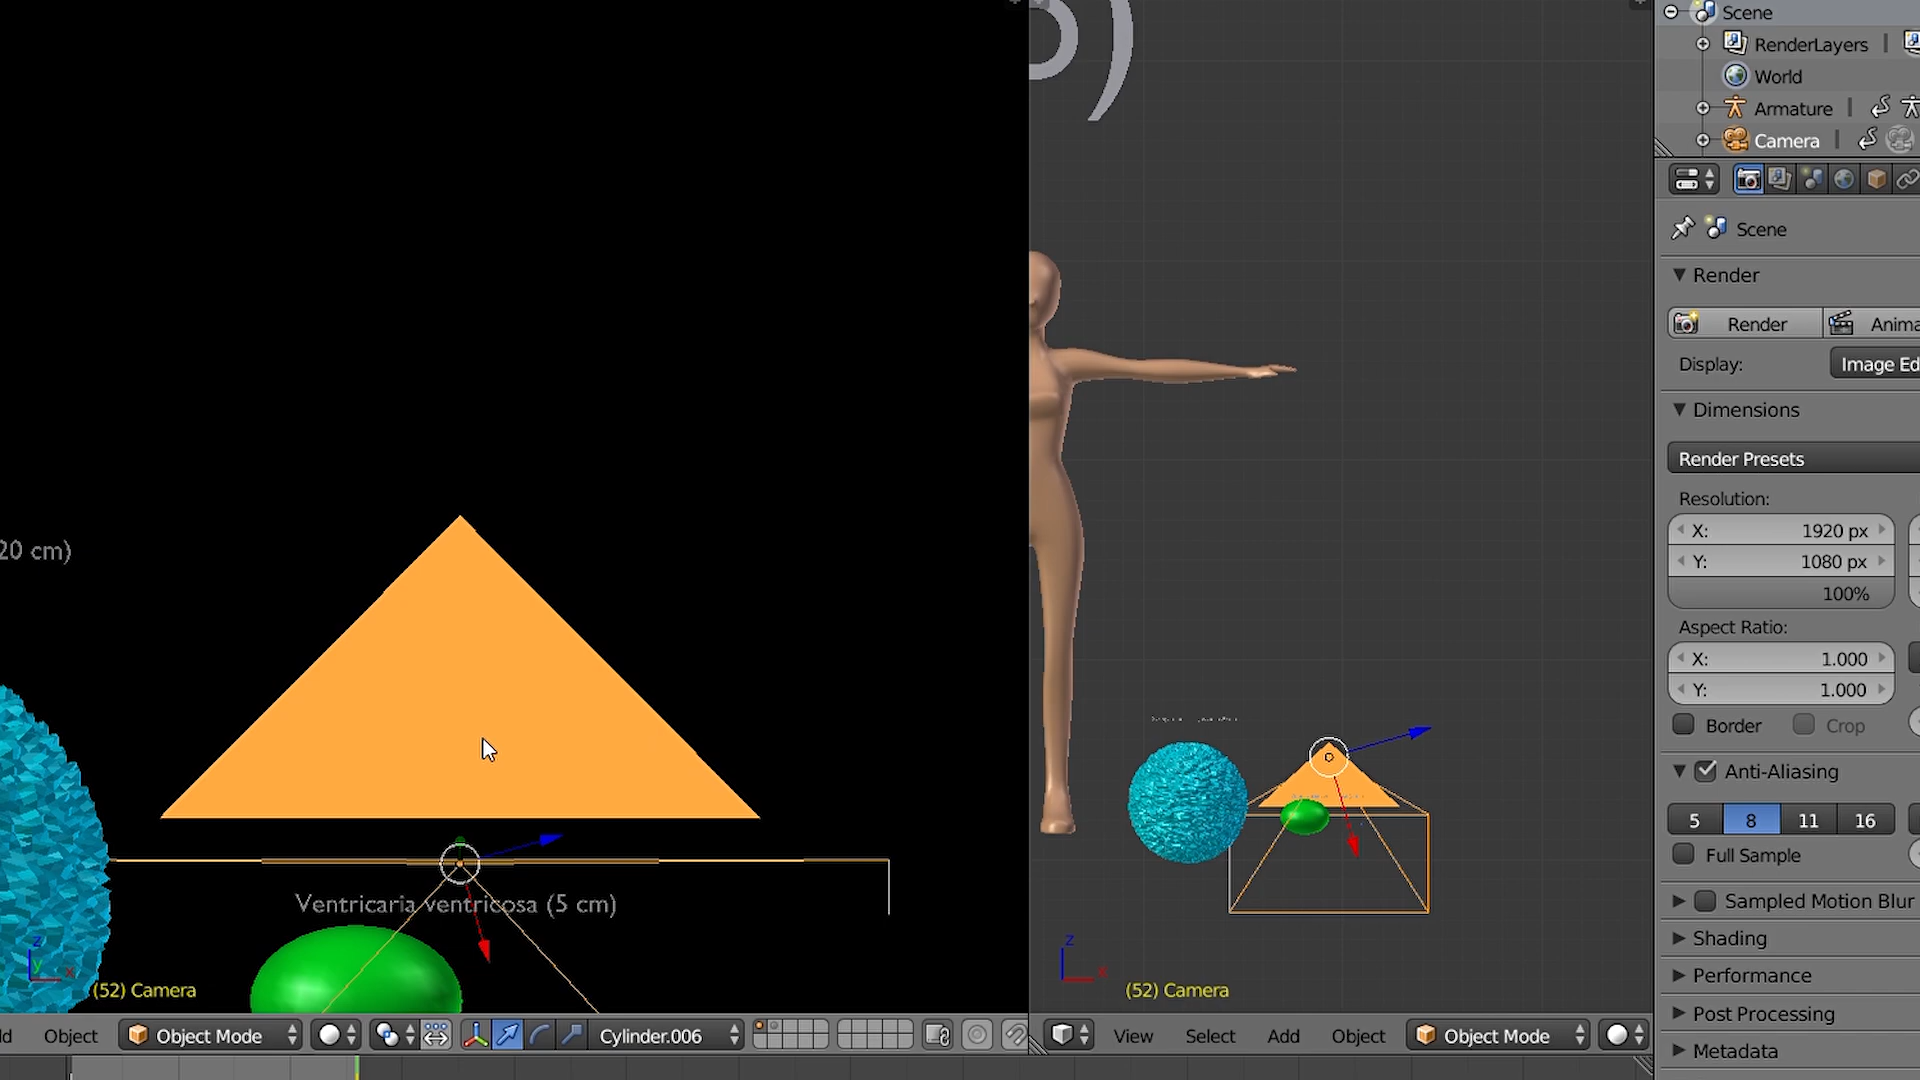 20 cm)
Ventricaria ventricosa (5 cm)
z
y
x
(52) Camera
Object
Object Mode
Cylinder.006
)
z
x
(52) Camera
View
Select
Add
Object
Object Mode
Scene
RenderLayers
World
Armature
Camera
Scene
Render
Render
Anima
Display:
Image Ed
Dimensions
Render Presets
Resolution:
X: 1920 px
Y: 1080 px
100%
Aspect Ratio:
X: 1.000
Y: 1.000
Border
Crop
Anti-Aliasing
5
8
11
16
Full Sample
Sampled Motion Blur
Shading
Performance
Post Processing
Metadata